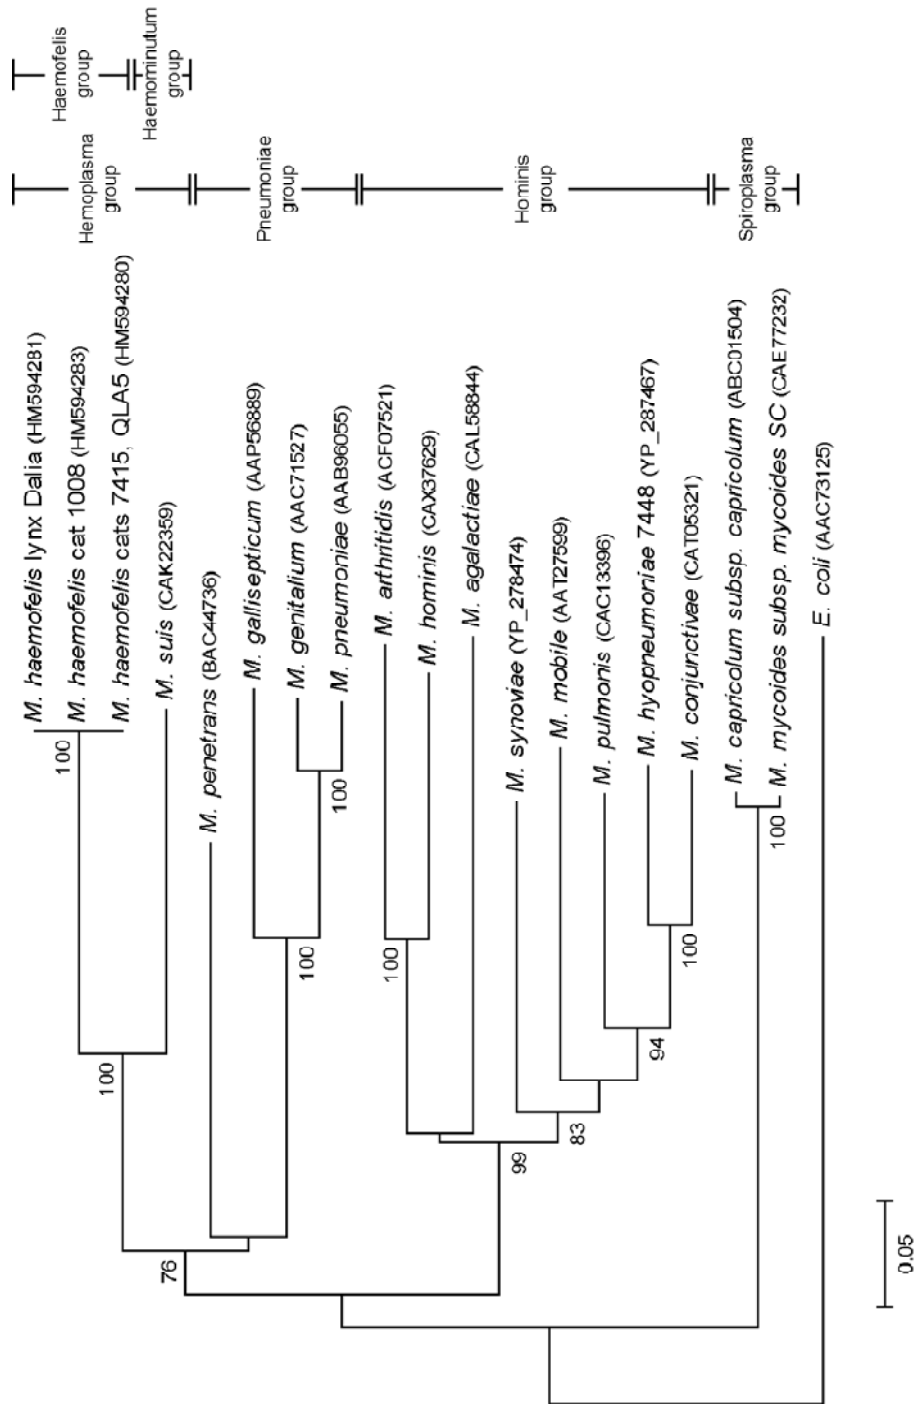 Haemofelis
group
Haemominutum
group
Hemoplasma
group
Pneumoniae
group
Hominis
group
Spiroplasma
group
M. haemofelis lynx Dalia (HM594281)
M. haemofelis cat 1008 (HM594283)
M. haemofelis cats 7415, QLA5 (HM594280)
M. suis (CAK22359)
M. penetrans (BAC44736)
M. gallisepticum (AAP56889)
M. genitalium (AAC71527)
M. pneumoniae (AAB96055)
M. arthritidis (ACF07521)
M. hominis (CAX37629)
M. agalactiae (CAL58844)
M. synoviae (YP_278474)
M. mobile (AAT27599)
M. pulmonis (CAC13396)
M. hyopneumoniae 7448 (YP_287467)
M. conjunctivae (CAT05321)
M. capricolum subsp. capricolum (ABC01504)
M. mycoides subsp. mycoides SC (CAE77232)
E. coli (AAC73125)
100
100
76
100
100
100
99
83
94
100
100
0.05